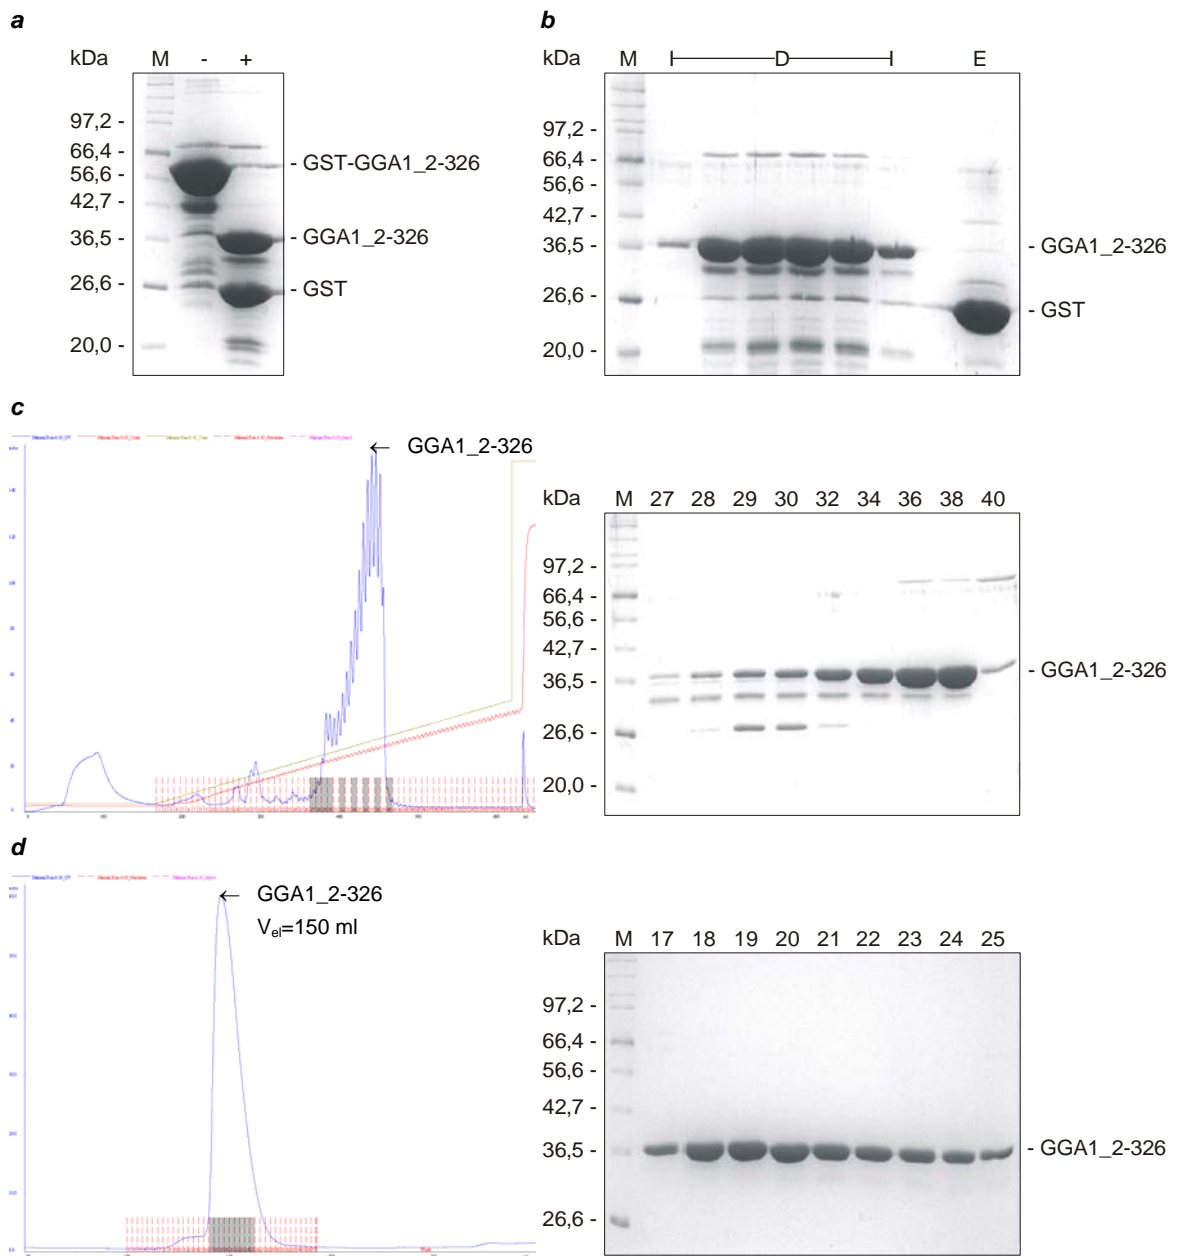 a
kDa M - +
97,2 -
66,4 -
56,6 -
42,7 -
36,5 -
26,6 -
20,0 -
- GST-GGA1_2-326
- GGA1_2-326
- GST
b
kDa M D E
97,2 -
66,4 -
56,6 -
42,7 -
36,5 -
26,6 -
20,0 -
- GGA1_2-326
- GST
c
← GGA1_2-326
kDa M 27 28 29 30 32 34 36 38 40
97,2 -
66,4 -
56,6 -
42,7 -
36,5 -
26,6 -
20,0 -
- GGA1_2-326
d
← GGA1_2-326
Vel=150 ml
kDa M 17 18 19 20 21 22 23 24 25
97,2 -
66,4 -
56,6 -
42,7 -
36,5 -
26,6 -
- GGA1_2-326